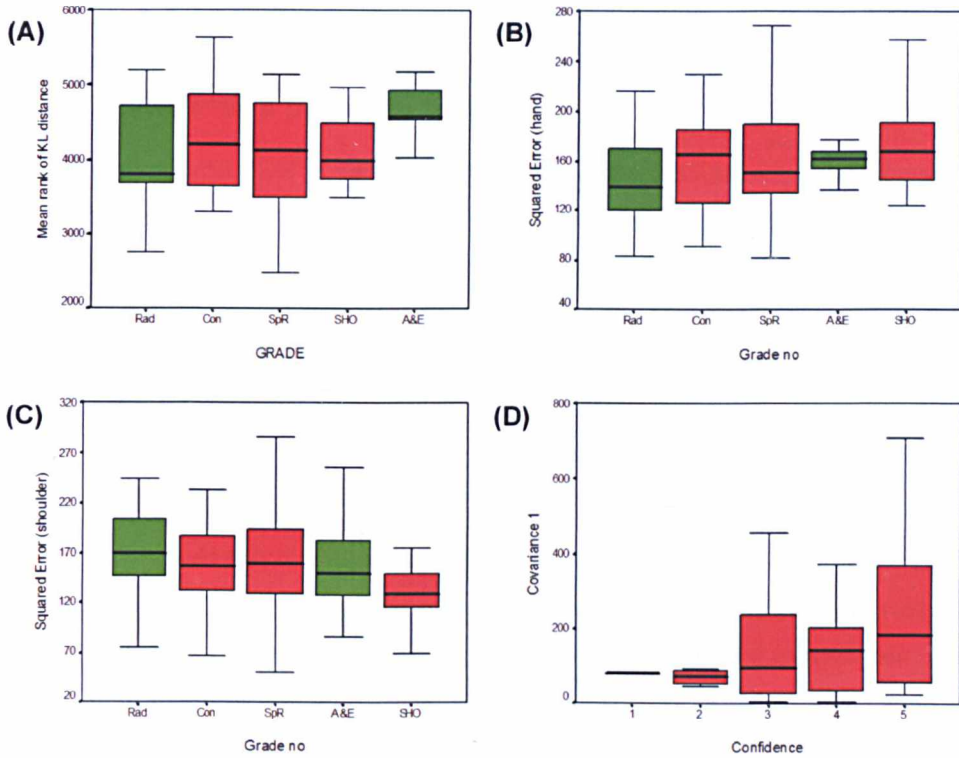 (A)
Mean rank of KL distance
6000
5000
4000
3000
2000
Rad Con SpR SHO A&E
GRADE
(B)
Squared Error (hand)
280
240
200
160
120
80
40
Rad Con SpR A&E SHO
Grade no
(C)
Squared Error (shoulder)
320
270
220
170
120
70
20
Rad Con SpR A&E SHO
Grade no
(D)
Covariance 1
800
600
400
200
0
1 2 3 4 5
Confidence